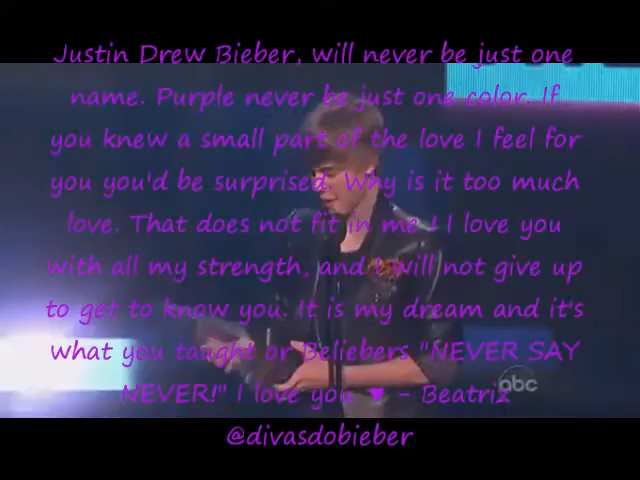 Justin Drew Bieber, will never be just one
name. Purple never be just one color. If
you knew a small part of the love I feel for
you you'd be surprised. Why is it too much
love. That does not fit in me ! I love you
with all my strength, and I will not give up
to get to know you. It is my dream and it's
what you taught or Beliebers "NEVER SAY
NEVER!" I love you ♥ - Beatriz
@divasdobieber
abc